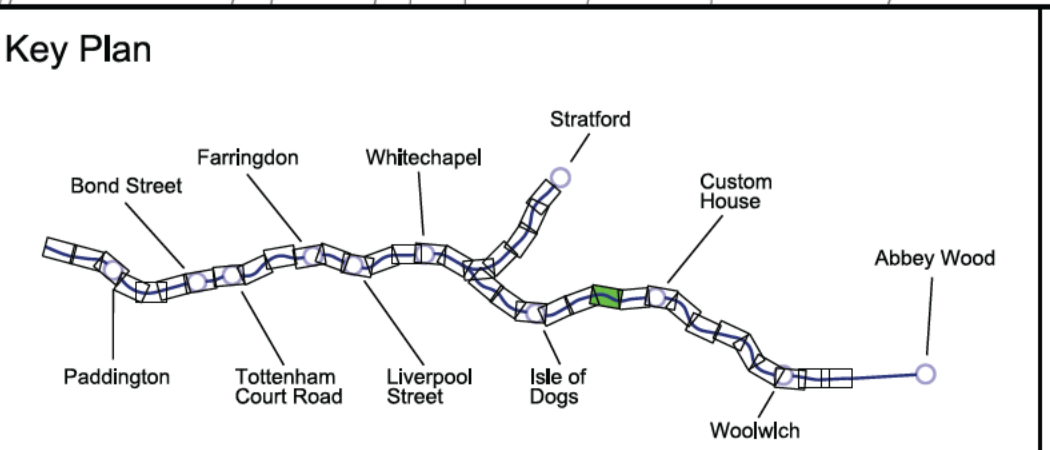 Key Plan
Stratford
Farringdon
Whitechapel
Bond Street
Custom
House
Abbey Wood
Paddington
Tottenham
Court Road
Liverpool
Street
Isle of
Dogs
Woolwich